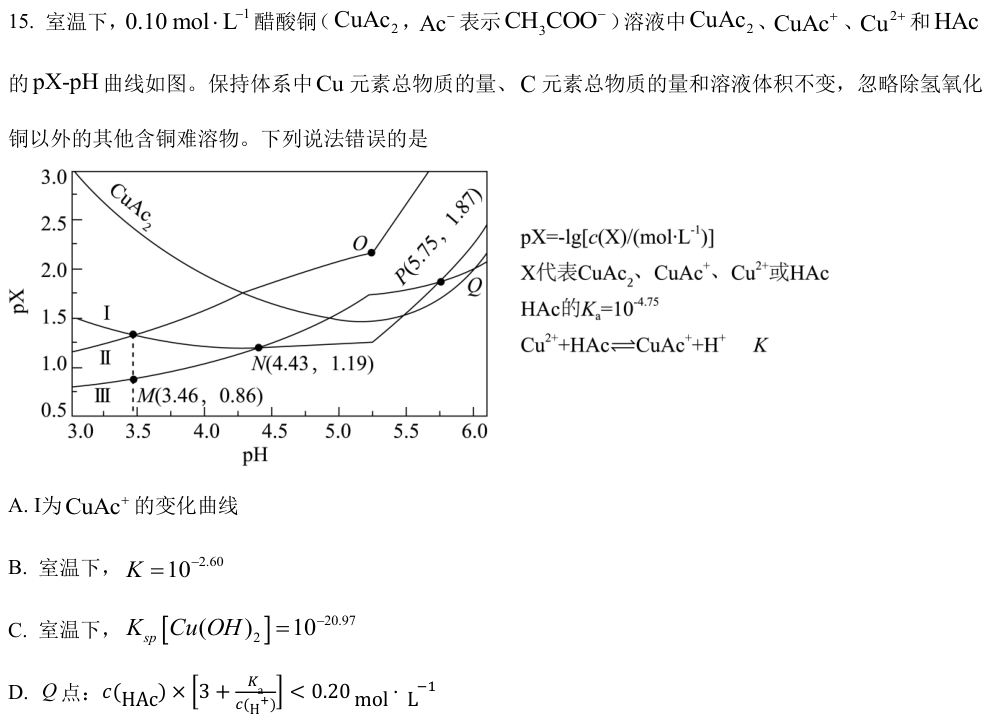 15. 室温下，0.10 mol·L⁻¹ 醋酸铜（CuAc₂，Ac⁻ 表示 CH₃COO⁻）溶液中 CuAc₂、CuAc⁺、Cu²⁺ 和 HAc
的 pX-pH 曲线如图。保持体系中 Cu 元素总物质的量、C 元素总物质的量和溶液体积不变，忽略除氢氧化
铜以外的其他含铜难溶物。下列说法错误的是
pX
3.0
2.5
2.0
1.5
1.0
0.5
CuAc₂
I
II
III
O
P(5.75，1.87)
Q
N(4.43，1.19)
M(3.46，0.86)
3.0 3.5 4.0 4.5 5.0 5.5 6.0
pH
pX=-lg[c(X)/(mol·L⁻¹)]
X代表CuAc₂、CuAc⁺、Cu²⁺或HAc
HAc的Kₐ=10⁻⁴·⁷⁵
Cu²⁺+HAc⇌CuAc⁺+H⁺ K
A. I为 CuAc⁺ 的变化曲线
B. 室温下，K = 10⁻²·⁶⁰
C. 室温下，Kₛₚ[Cu(OH)₂]=10⁻²⁰·⁹⁷
D. Q 点：c(HAc)×[3+Kₐ/c(H⁺)]<0.20 mol· L⁻¹